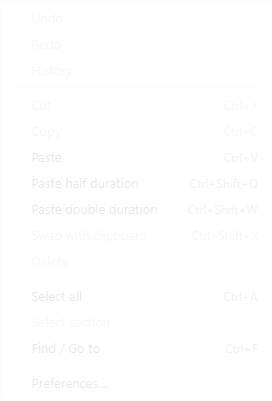 Undo
Redo
History
Cut Ctrl+X
Copy Ctrl+C
Paste Ctrl+V
Paste half duration Ctrl+Shift+Q
Paste double duration Ctrl+Shift+W
Swap with clipboard Ctrl+Shift+X
Delete
Select all Ctrl+A
Select section
Find / Go to Ctrl+F
Preferences...